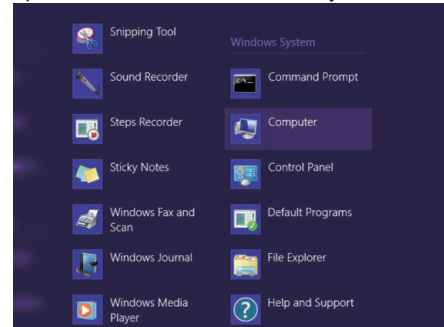 Snipping Tool
Sound Recorder
Steps Recorder
Sticky Notes
Windows Fax and
Scan
Windows Journal
Windows Media
Player
Windows System
Command Prompt
Computer
Control Panel
Default Programs
File Explorer
Help and Support